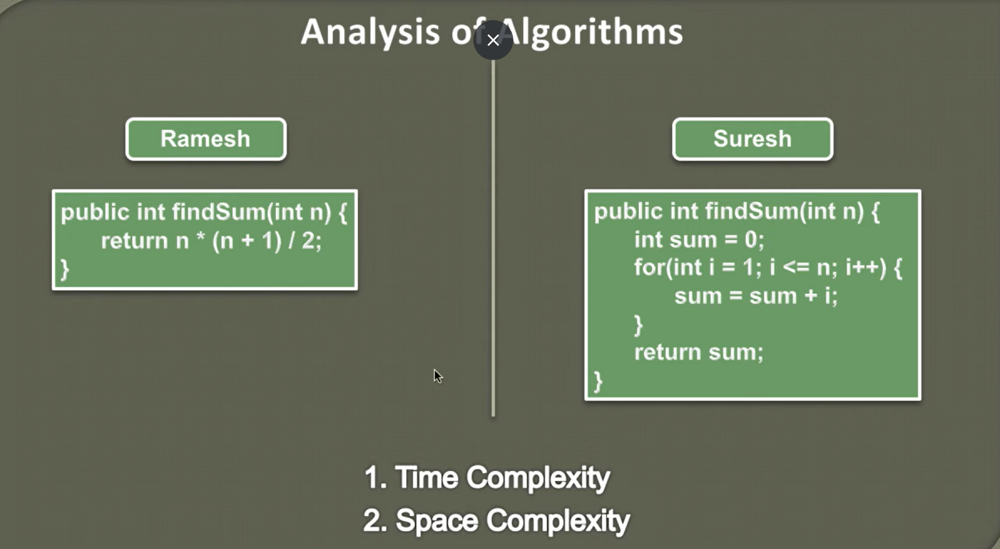 Analysis of Algorithms
Ramesh
public int findSum(int n) {
return n * (n + 1) / 2;
}
Suresh
public int findSum(int n) {
int sum = 0;
for(int i = 1; i <= n; i++) {
sum = sum + i;
}
return sum;
}
1. Time Complexity
2. Space Complexity